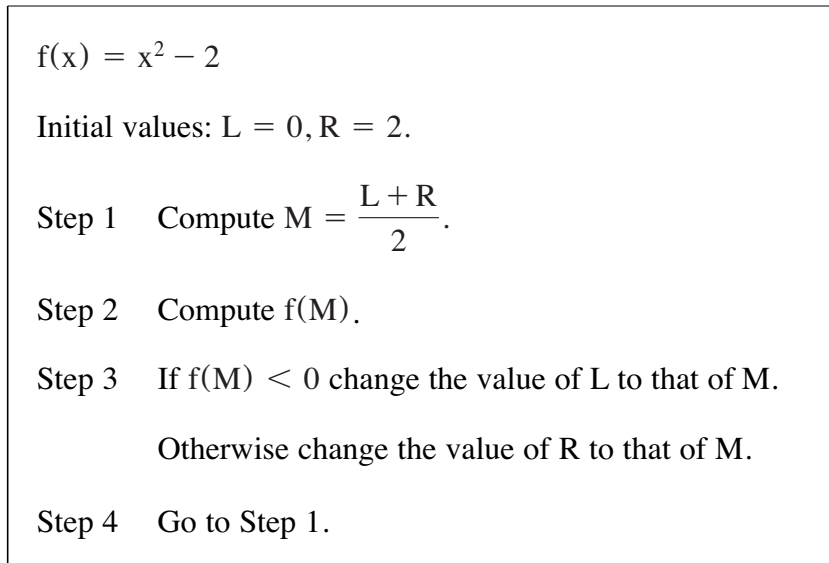 f(x) = x² − 2
Initial values: L = 0, R = 2.
Step 1 Compute M = (L + R)/2.
Step 2 Compute f(M).
Step 3 If f(M) < 0 change the value of L to that of M.
Otherwise change the value of R to that of M.
Step 4 Go to Step 1.